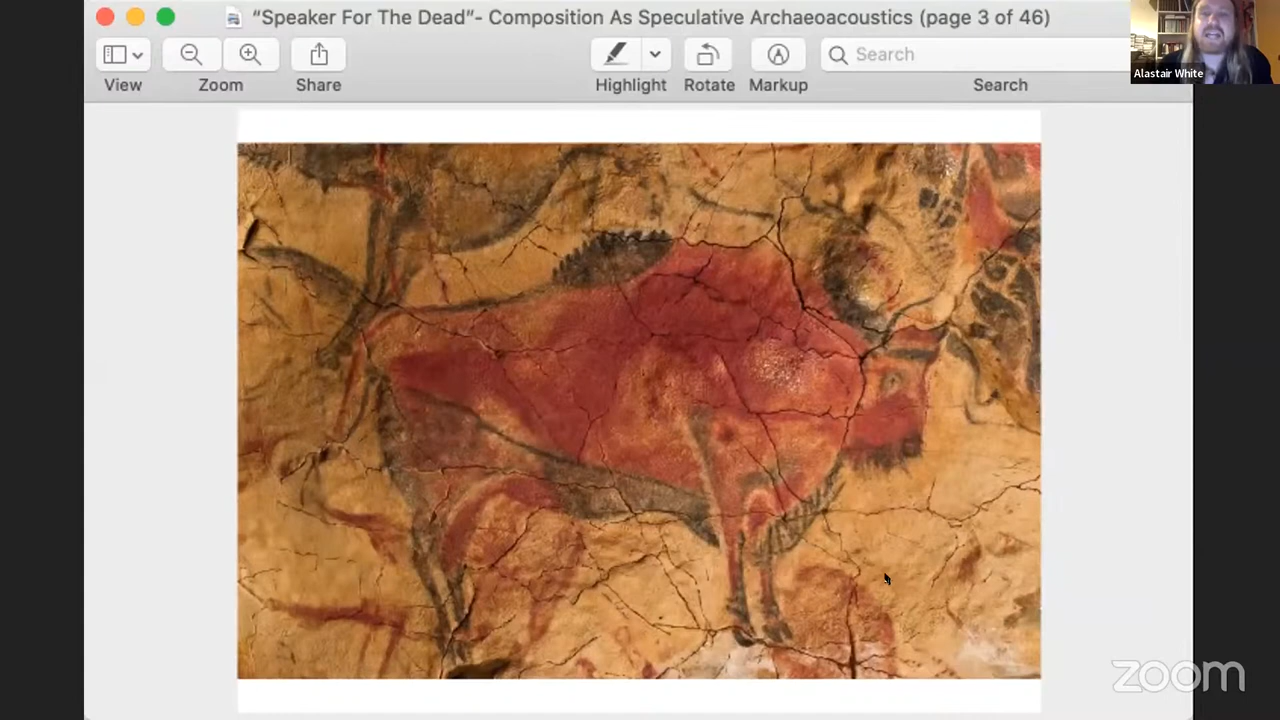 “Speaker For The Dead”- Composition As Speculative Archaeoacoustics (page 3 of 46)
Search
View
Zoom
Share
Highlight
Rotate
Markup
Search
Alastair White
zoom